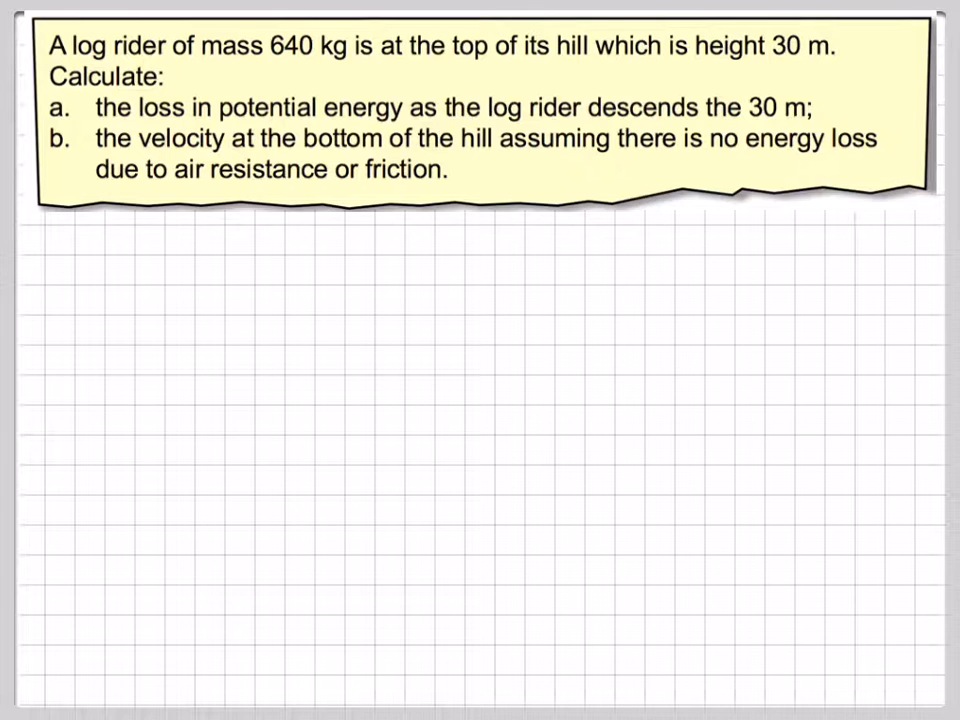 A log rider of mass 640 kg is at the top of its hill which is height 30 m.
Calculate:
a. the loss in potential energy as the log rider descends the 30 m;
b. the velocity at the bottom of the hill assuming there is no energy loss
due to air resistance or friction.